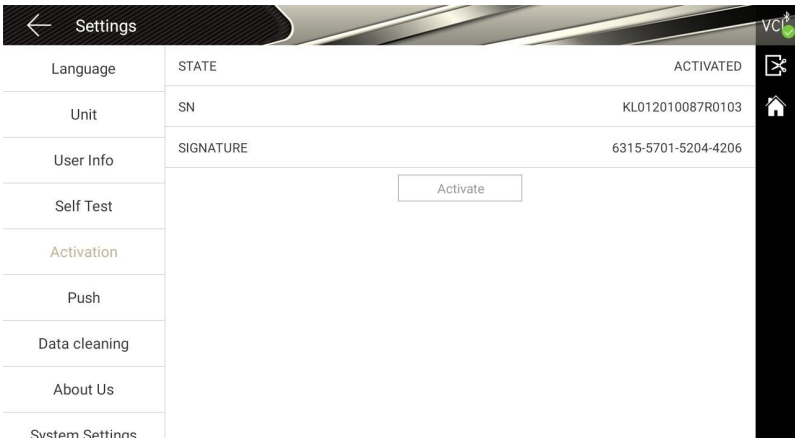 Settings
VCI
Language
Unit
User Info
Self Test
Activation
Push
Data cleaning
About Us
System Settings
STATE ACTIVATED
SN KL012010087R0103
SIGNATURE 6315-5701-5204-4206
Activate